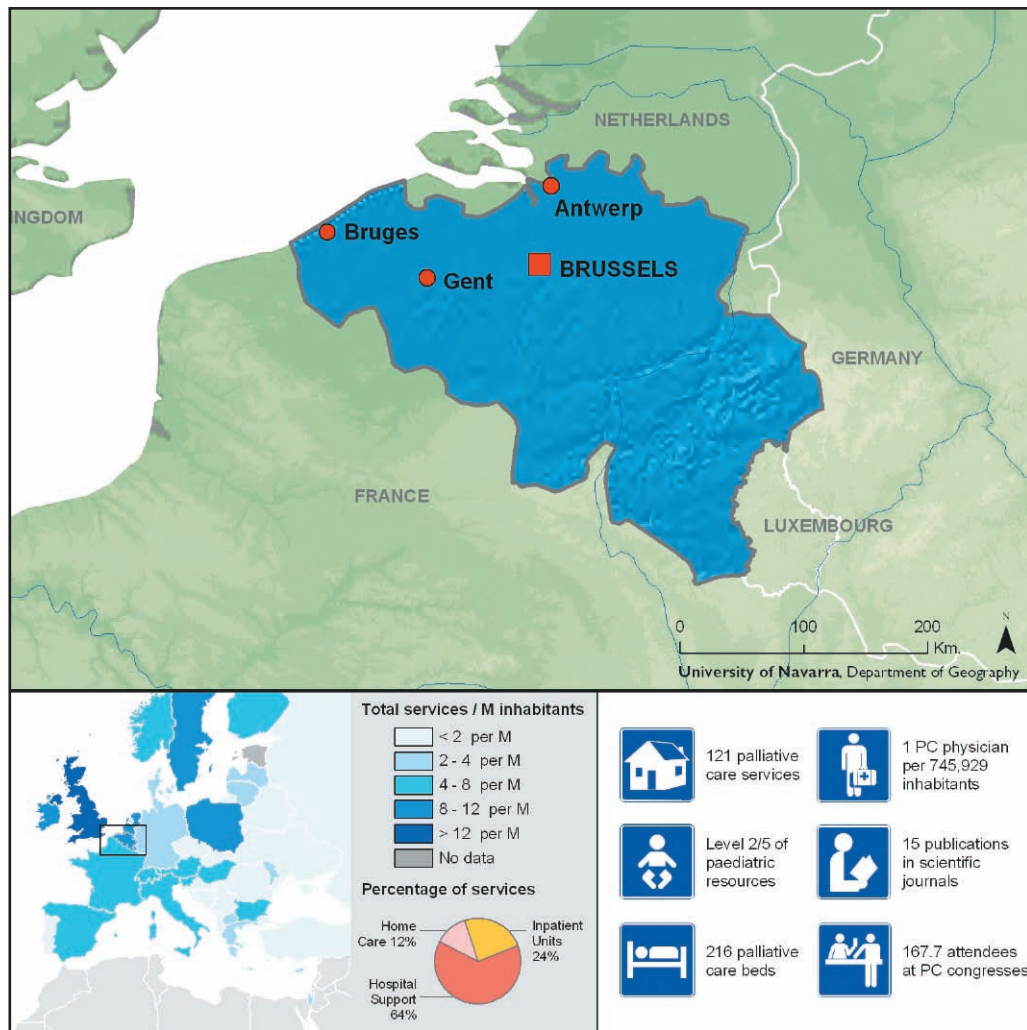 NETHERLANDS
INGDOM
Antwerp
Bruges
BRUSSELS
Gent
GERMANY
FRANCE
LUXEMBOURG
N
0 100 200
Km.
University of Navarra, Department of Geography
Total services / M inhabitants
< 2 per M
2 - 4 per M
4 - 8 per M
8 - 12 per M
> 12 per M
No data
Percentage of services
Home
Care 12%
Inpatient
Units
24%
Hospital
Support
64%
121 palliative
care services
1 PC physician
per 745,929
inhabitants
Level 2/5 of
paediatric
resources
15 publications
in scientific
journals
216 palliative
care beds
167.7 attendees
at PC congresses